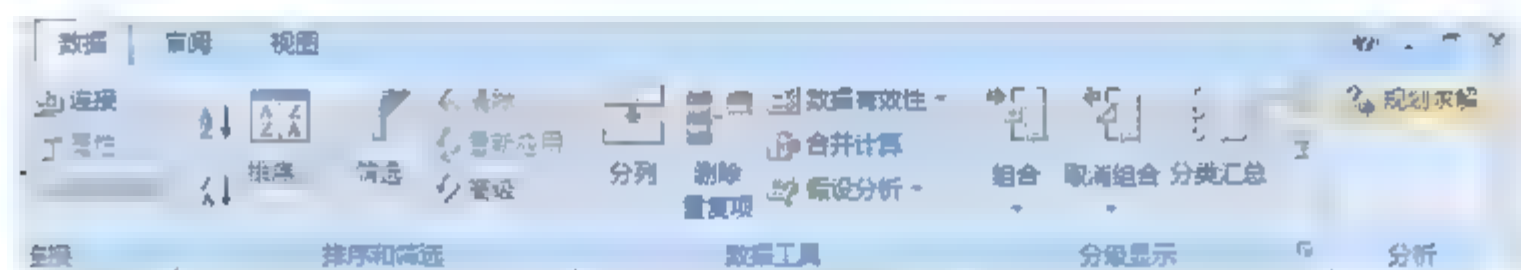 数据 审阅 视图
连接
属性
排序
筛选
清除
重新应用
高级
分列
删除
重复项
数据有效性
合并计算
假设分析
组合
取消组合
分类汇总
规划求解
连接
排序和筛选
数据工具
分级显示
分析